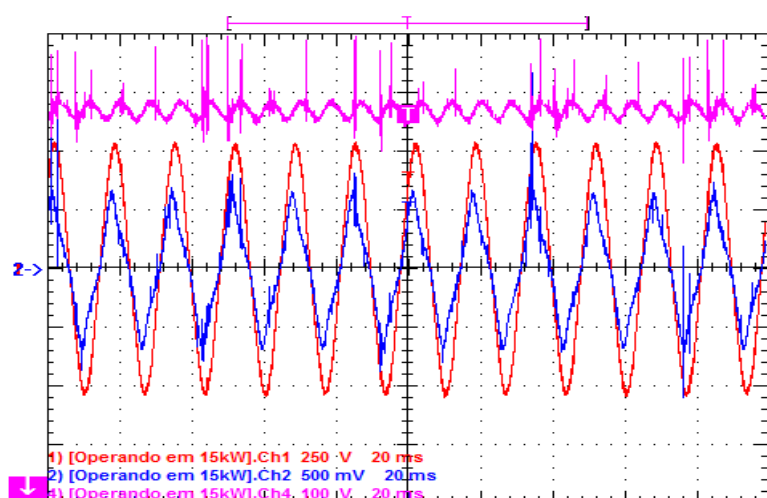 T
T
2->
1) [Operando em 15kW].Ch1 250 V 20 ms
2) [Operando em 15kW].Ch2 500 mV 20 ms
4) [Operando em 15kW].Ch4 100 V 20 ms